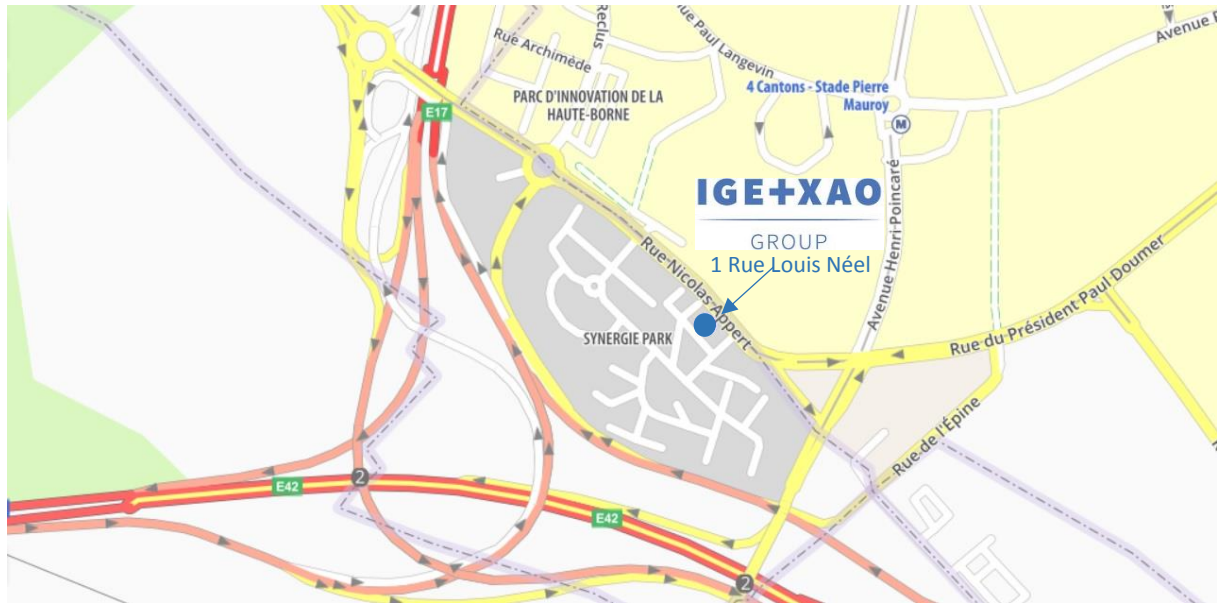 Reclus
Rue Archimède
rue Paul Langevin
Avenue P
4 Cantons - Stade Pierre
Mauroy
M
PARC D'INNOVATION DE LA
HAUTE-BORNE
E17
IGE+XAO
GROUP
1 Rue Louis Néel
Rue Nicolas Appert
Avenue Henri Poincaré
Rue du Président Paul Doumer
SYNERGIE PARK
Rue de l'Épine
2
E42
E42
2